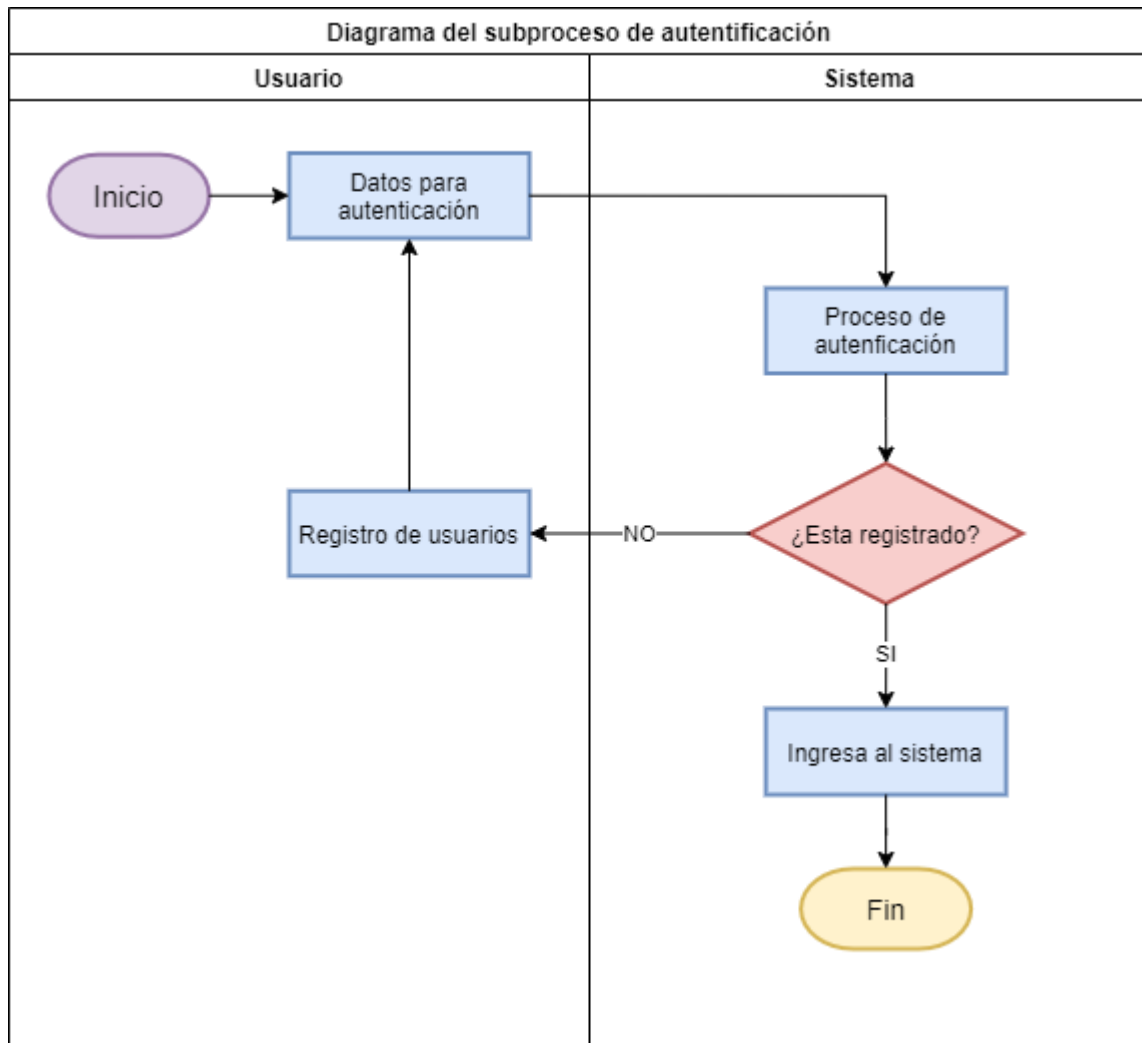 Diagrama del subproceso de autentificación
Usuario
Sistema
Inicio
Datos para
autenticación
Proceso de
autenficación
¿Esta registrado?
NO
Registro de usuarios
SI
Ingresa al sistema
Fin